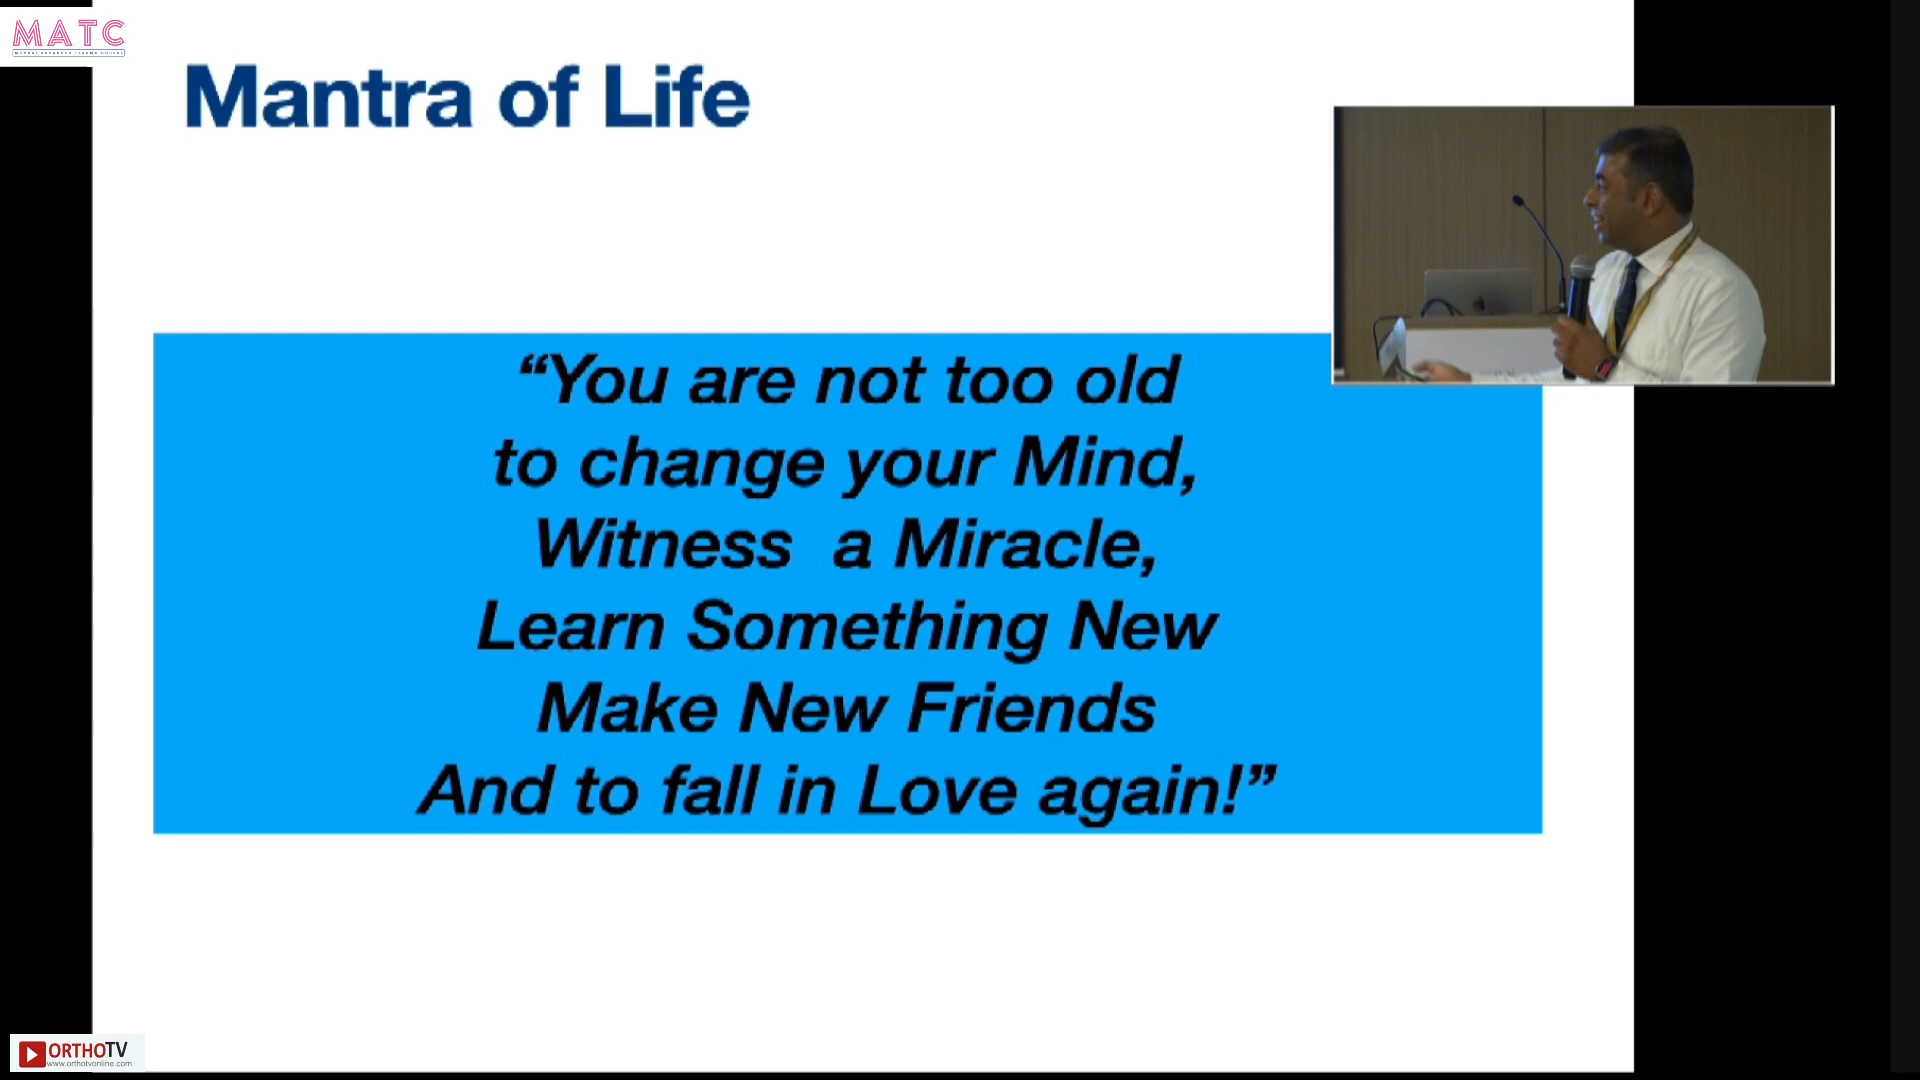 MATC
Mantra of Life
“You are not too old
to change your Mind,
Witness a Miracle,
Learn Something New
Make New Friends
And to fall in Love again!”
ORTHOTV
www.orthotvonline.com